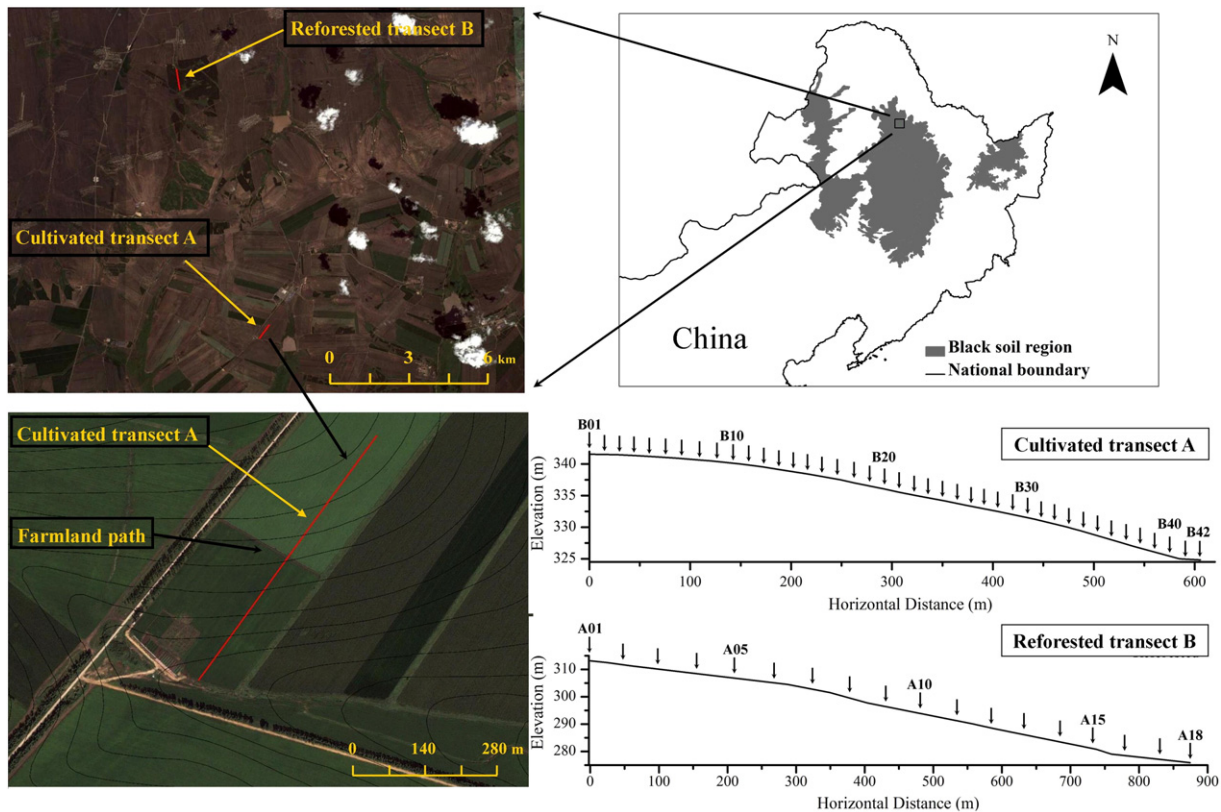 Reforested transect B
Cultivated transect A
0 3 6 km
N
China
Black soil region
National boundary
Cultivated transect A
Farmland path
0 140 280 m
Cultivated transect A
B01 B10 B20 B30 B40 B42
Elevation (m)
340
335
330
325
0 100 200 300 400 500 600
Horizontal Distance (m)
Reforested transect B
A01 A05 A10 A15 A18
Elevation (m)
310
300
290
280
0 100 200 300 400 500 600 700 800 900
Horizontal Distance (m)